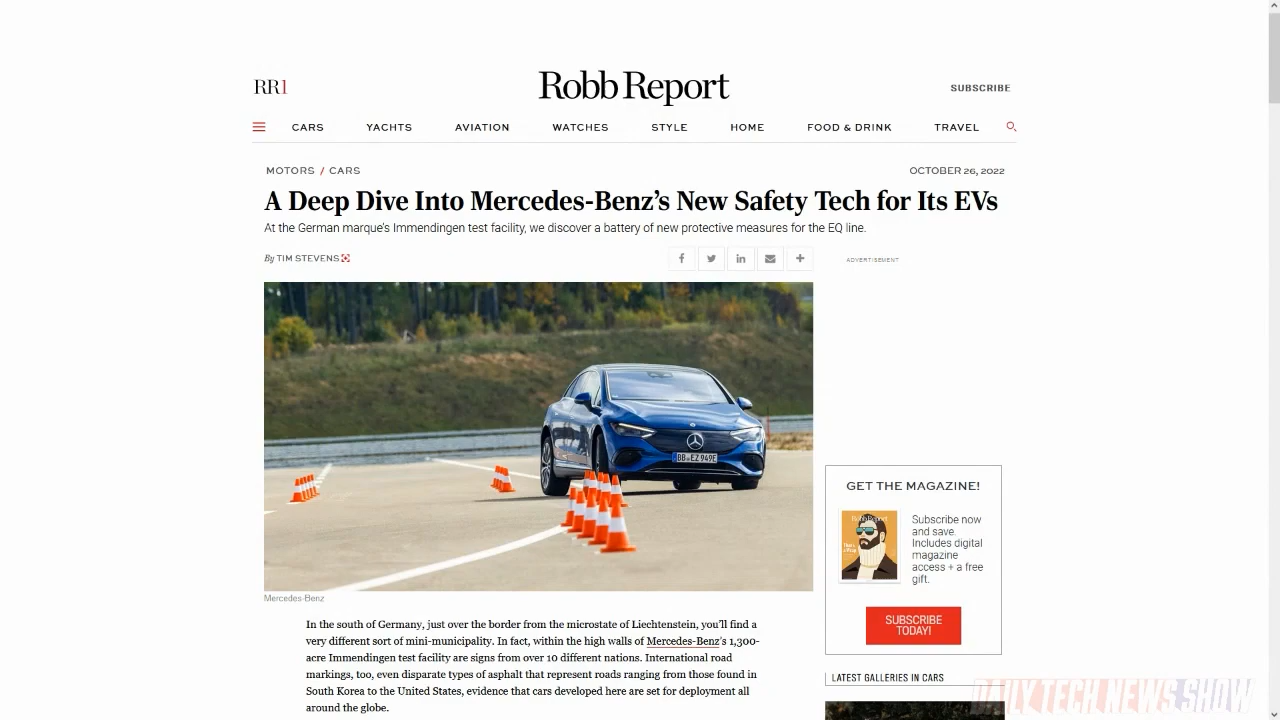 RR1
Robb Report
SUBSCRIBE
CARS YACHTS AVIATION WATCHES STYLE HOME FOOD & DRINK TRAVEL
MOTORS / CARS
OCTOBER 26, 2022
A Deep Dive Into Mercedes-Benz's New Safety Tech for Its EVs
At the German marque's Immendingen test facility, we discover a battery of new protective measures for the EQ line.
By TIM STEVENS
ADVERTISEMENT
BB·EZ 949E
Mercedes-Benz
In the south of Germany, just over the border from the microstate of Liechtenstein, you'll find a
very different sort of mini-municipality. In fact, within the high walls of Mercedes-Benz's 1,300-
acre Immendingen test facility are signs from over 10 different nations. International road
markings, too, even disparate types of asphalt that represent roads ranging from those found in
South Korea to the United States, evidence that cars developed here are set for deployment all
around the globe.
GET THE MAGAZINE!
Robb Report
Subscribe now
and save.
Includes digital
magazine
access + a free
gift.
SUBSCRIBE
TODAY!
LATEST GALLERIES IN CARS
DAILY TECH NEWS SHOW